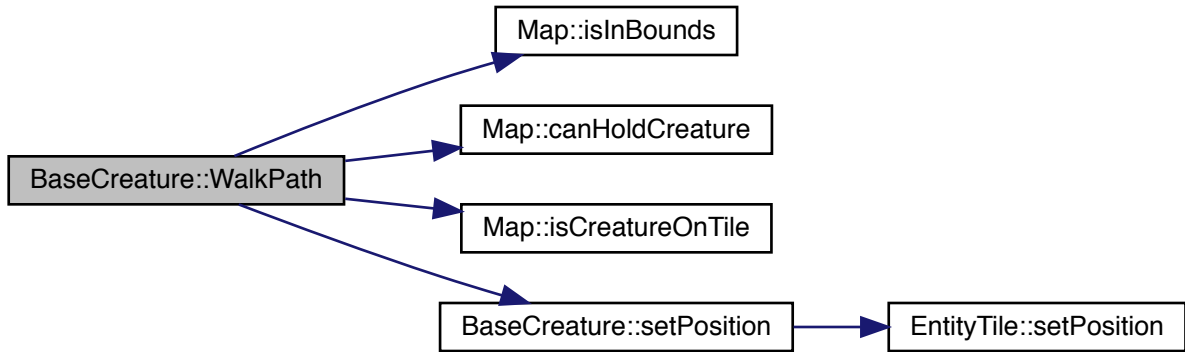 Map::isInBounds
Map::canHoldCreature
BaseCreature::WalkPath
Map::isCreatureOnTile
BaseCreature::setPosition
EntityTile::setPosition